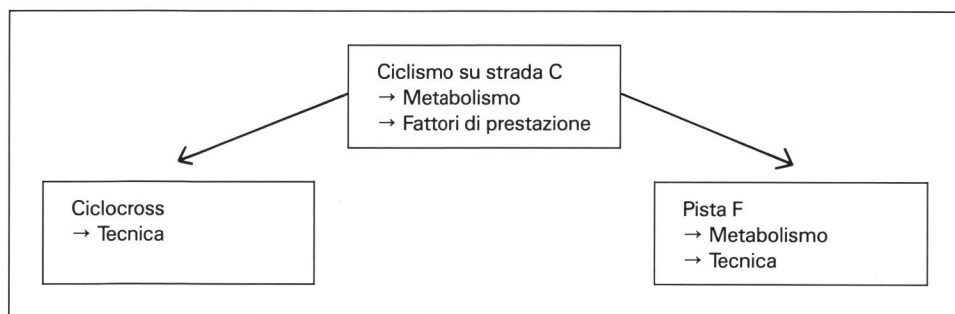 Ciclismo su strada C
→ Metabolismo
→ Fattori di prestazione
Ciclocross
→ Tecnica
Pista F
→ Metabolismo
→ Tecnica